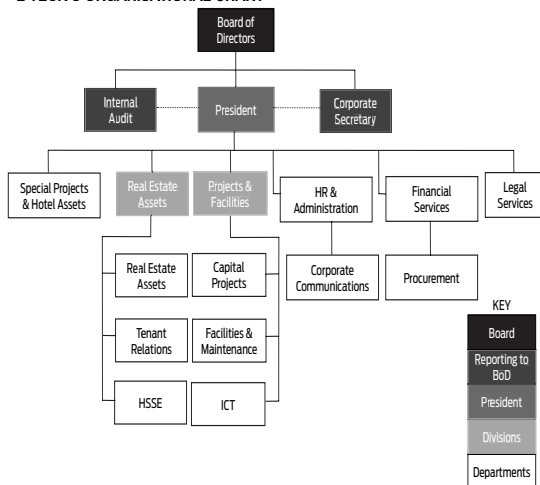 Board of
Directors
Internal
Audit
President
Corporate
Secretary
Special Projects
& Hotel Assets
Real Estate
Assets
Projects &
Facilities
HR &
Administration
Financial
Services
Legal
Services
Real Estate
Assets
Capital
Projects
Corporate
Communications
Procurement
Tenant
Relations
Facilities &
Maintenance
HSSE
ICT
KEY
Board
Reporting to
BoD
President
Divisions
Departments